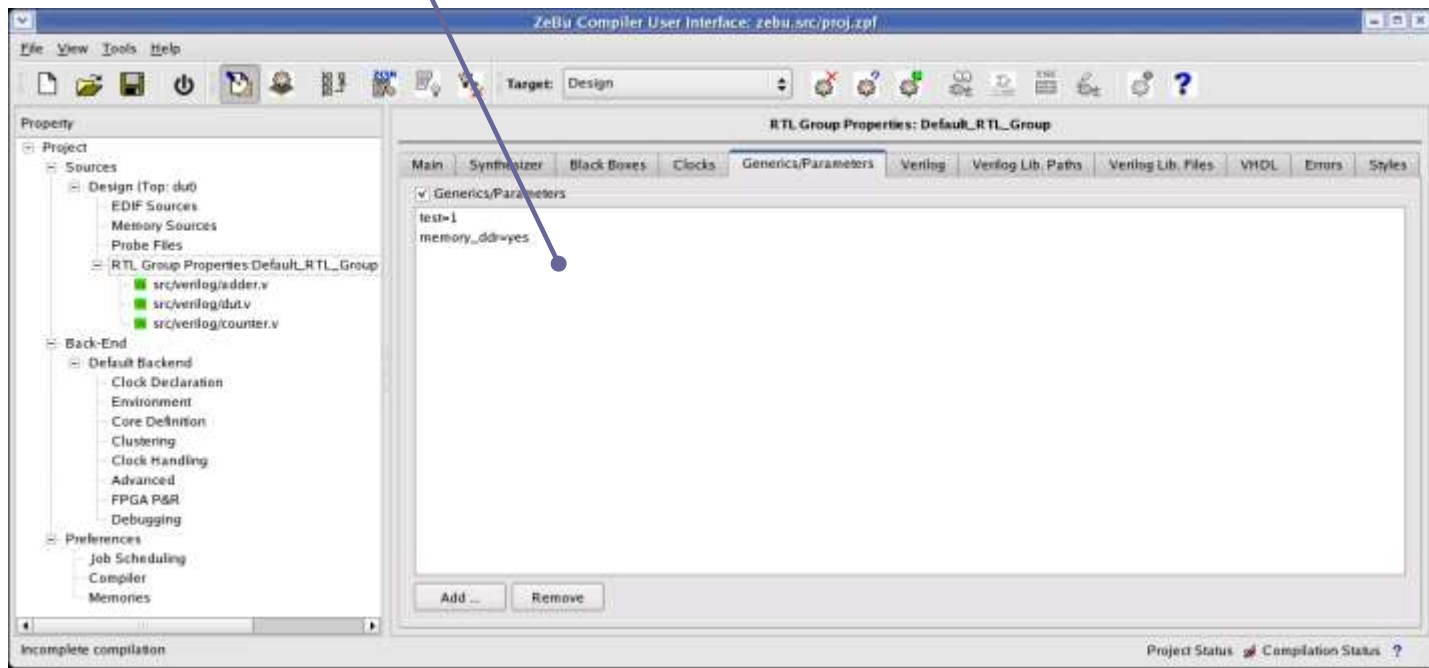 ZeBu Compiler User Interface: zebu.src/proj.zpf
File View Tools Help
Target: Design
Property
RTL Group Properties: Default_RTL_Group
Project
Sources
Design (Top: dut)
EDIF Sources
Memory Sources
Probe Files
RTL Group Properties:Default_RTL_Group
src/verilog/adder.v
src/verilog/dut.v
src/verilog/counter.v
Back-End
Default Backend
Clock Declaration
Environment
Core Definition
Clustering
Clock Handling
Advanced
FPGA P&R
Debugging
Preferences
Job Scheduling
Compiler
Memories
Main Synthesizer Black Boxes Clocks Generics/Parameters Verilog Verilog Lib. Paths Verilog Lib. Files VHDL Errors Styles
Generics/Parameters
test=1
memory_ddr=yes
Add ... Remove
Incomplete compilation
Project Status Compilation Status ?